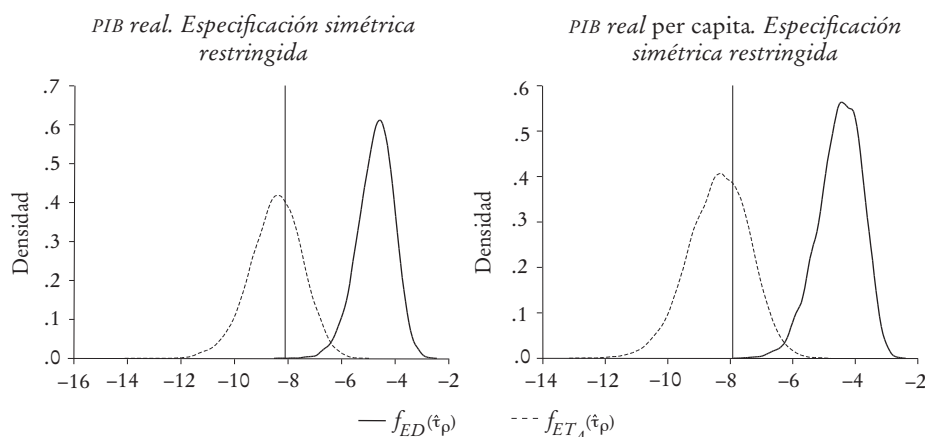 PIB real. Especificación simétrica
restringida
.7
.6
.5
.4
.3
.2
.1
.0
Densidad
−16 −14 −12 −10 −8 −6 −4 −2
PIB real per capita. Especificación
simétrica restringida
.6
.5
.4
.3
.2
.1
.0
Densidad
−14 −12 −10 −8 −6 −4 −2
f_ED(τ̂ρ) f_ET₄(τ̂ρ)